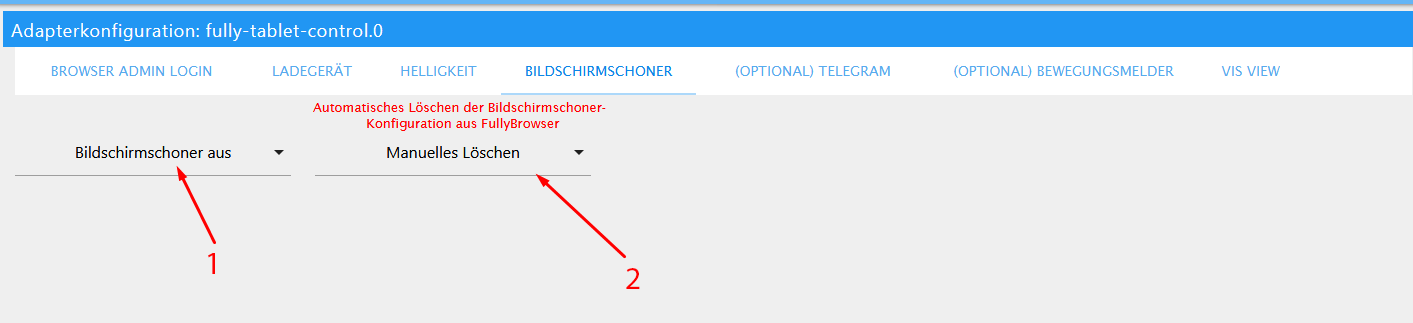 Adapterkonfiguration: fully-tablet-control.0
BROWSER ADMIN LOGIN LADEGERÄT HELLIGKEIT BILDSCHIRMSCHONER (OPTIONAL) TELEGRAM (OPTIONAL) BEWEGUNGSMELDER VIS VIEW
Automatisches Löschen der Bildschirmschoner-
Konfiguration aus FullyBrowser
Bildschirmschoner aus Manuelles Löschen
1 2